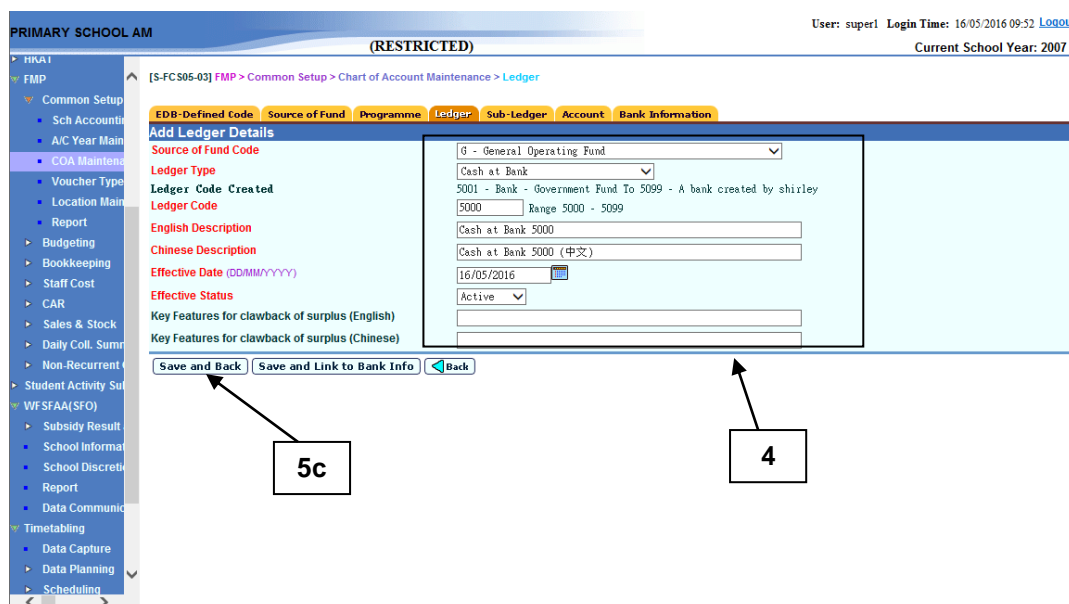 User: super1 Login Time: 16/05/2016 09:52 Logou
PRIMARY SCHOOL AM
(RESTRICTED)
Current School Year: 2007
HKAT
FMP
Common Setup
Sch Accountin
A/C Year Main
COA Maintena
Voucher Type
Location Main
Report
Budgeting
Bookkeeping
Staff Cost
CAR
Sales & Stock
Daily Coll. Summ
Non-Recurrent
Student Activity Sub
WFSFAA(SFO)
Subsidy Result
School Informat
School Discretio
Report
Data Communic
Timetabling
Data Capture
Data Planning
Scheduling
[S-FCS05-03] FMP > Common Setup > Chart of Account Maintenance > Ledger
EDB-Defined Code Source of Fund Programme Ledger Sub-Ledger Account Bank Information
Add Ledger Details
Source of Fund Code G - General Operating Fund
Ledger Type Cash at Bank
Ledger Code Created 5001 - Bank - Government Fund To 5099 - A bank created by shirley
Ledger Code 5000 Range 5000 - 5099
English Description Cash at Bank 5000
Chinese Description Cash at Bank 5000 (中文)
Effective Date (DD/MM/YYYY) 16/05/2016
Effective Status Active
Key Features for clawback of surplus (English)
Key Features for clawback of surplus (Chinese)
Save and Back Save and Link to Bank Info Back
5c
4